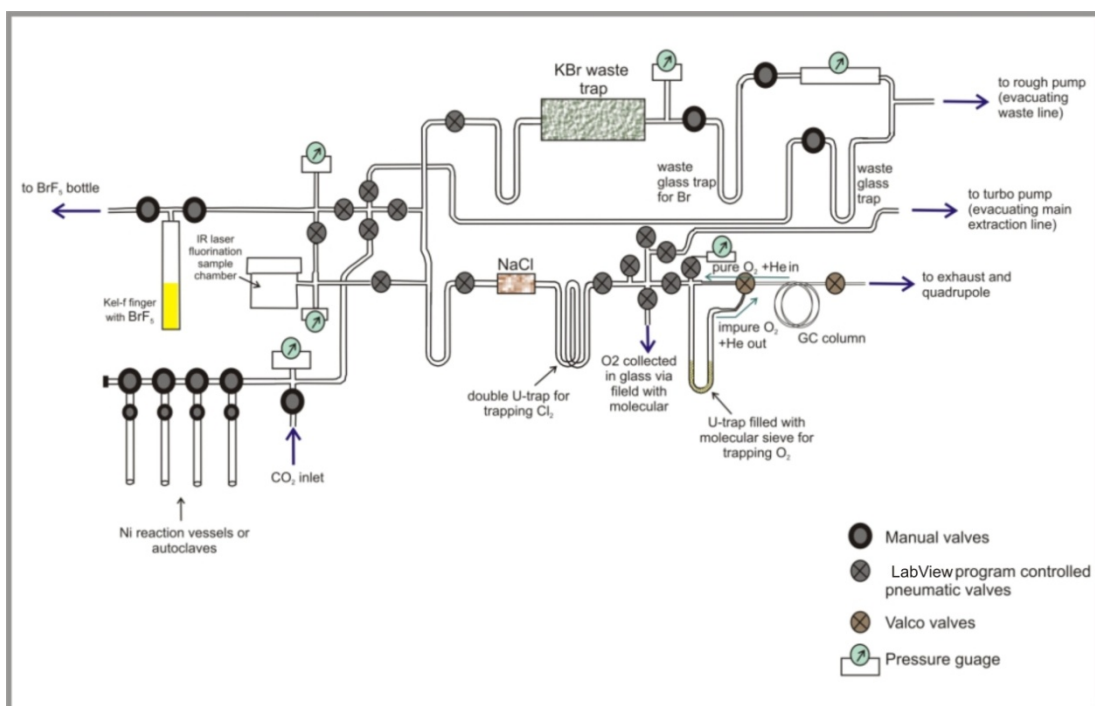 KBr waste
trap
to rough pump
(evacuating
waste line)
waste
glass trap
for Br
waste
glass
trap
to turbo pump
(evacuating main
extraction line)
to BrF₅ bottle
IR laser
fluorination
sample
chamber
Kel-f finger
with BrF₅
NaCl
pure O₂ +He in
to exhaust and
quadrupole
impure O₂
+He out
GC column
O2 collected
in glass via
fileld with
molecular
double U-trap for
trapping Cl₂
U-trap filled with
molecular sieve for
trapping O₂
CO₂ inlet
Ni reaction vessels or
autoclaves
Manual valves
LabView program controlled
pneumatic valves
Valco valves
Pressure guage